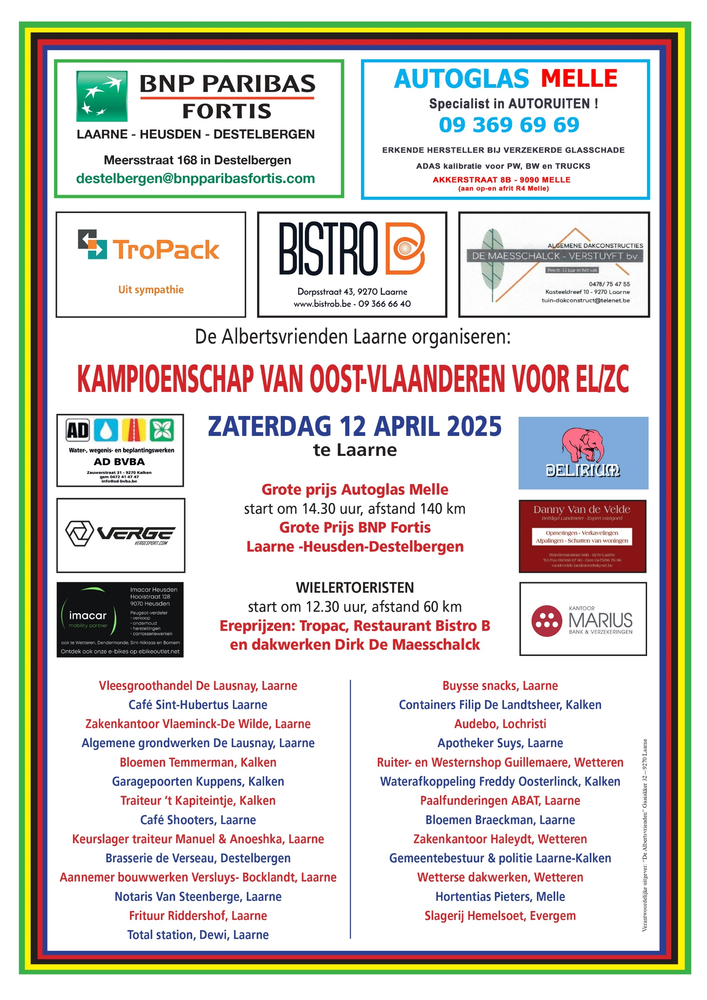 BNP PARIBAS
FORTIS
LAARNE - HEUSDEN - DESTELBERGEN
Meersstraat 168 in Destelbergen
destelbergen@bnpparibasfortis.com
AUTOGLAS MELLE
Specialist in AUTORUITEN !
09 369 69 69
ERKENDE HERSTELLER BIJ VERZEKERDE GLASSCHADE
ADAS kalibratie voor PW, BW en TRUCKS
AKKERSTRAAT 8B - 9090 MELLE
(aan op-en afrit R4 Melle)
TroPack
Uit sympathie
BISTRO B
Dorpsstraat 43, 9270 Laarne
www.bistrob.be - 09 366 66 40
ALGEMENE DAKCONSTRUCTIES
DE MAESSCHALCK - VERSTUYFT bv
Reeds 35 jaar in het vak
0478/ 75 47 55
Kasteeldreef 10 - 9270 Laarne
tuin-dakconstruct@telenet.be
De Albertsvrienden Laarne organiseren:
KAMPIOENSCHAP VAN OOST-VLAANDEREN VOOR EL/ZC
ZATERDAG 12 APRIL 2025
te Laarne
Grote prijs Autoglas Melle
start om 14.30 uur, afstand 140 km
Grote Prijs BNP Fortis
Laarne -Heusden-Destelbergen
WIELERTOERISTEN
start om 12.30 uur, afstand 60 km
Ereprijzen: Tropac, Restaurant Bistro B
en dakwerken Dirk De Maesschalck
AD
Water-, wegenis- en beplantingswerken
AD BVBA
Zauwerstraat 31 - 9270 Kalken
gsm 0472 41 47 47
info@ad-bvba.be
VERGE
VERGESPORT.COM
imacar
mobility partner
Imacar Heusden
Hooistraat 128
9070 Heusden
Peugeot-verdeler
• verkoop
• onderhoud
• herstellingen
• carrosseriewerken
ook te Wetteren, Dendermonde, Sint-Niklaas en Bornem
Ontdek ook onze e-bikes op ebikeoutlet.net
DELIRIUM
Danny Van de Velde
Beëdigd Landmeter - Expert vastgoed
Opmetingen - Verkavelingen
Afpalingen - Schatten van woningen
Brandemanstraat 66B - 9270 Laarne
Tel./Fax 09/366 07 60 - Gsm 0475/96 76 96
vandevelde.landmeter@skynet.be
KANTOOR
MARIUS
BANK & VERZEKERINGEN
Vleesgroothandel De Lausnay, Laarne
Café Sint-Hubertus Laarne
Zakenkantoor Vlaeminck-De Wilde, Laarne
Algemene grondwerken De Lausnay, Laarne
Bloemen Temmerman, Kalken
Garagepoorten Kuppens, Kalken
Traiteur ’t Kapiteintje, Kalken
Café Shooters, Laarne
Keurslager traiteur Manuel & Anoeshka, Laarne
Brasserie de Verseau, Destelbergen
Aannemer bouwwerken Versluys- Bocklandt, Laarne
Notaris Van Steenberge, Laarne
Frituur Riddershof, Laarne
Total station, Dewi, Laarne
Buysse snacks, Laarne
Containers Filip De Landtsheer, Kalken
Audebo, Lochristi
Apotheker Suys, Laarne
Ruiter- en Westernshop Guillemaere, Wetteren
Waterafkoppeling Freddy Oosterlinck, Kalken
Paalfunderingen ABAT, Laarne
Bloemen Braeckman, Laarne
Zakenkantoor Haleydt, Wetteren
Gemeentebestuur & politie Laarne-Kalken
Wetterse dakwerken, Wetteren
Hortentias Pieters, Melle
Slagerij Hemelsoet, Evergem
Verantwoordelijke uitgever: “De Albertsvrienden” Gaaiakker 32—9270 Laarne